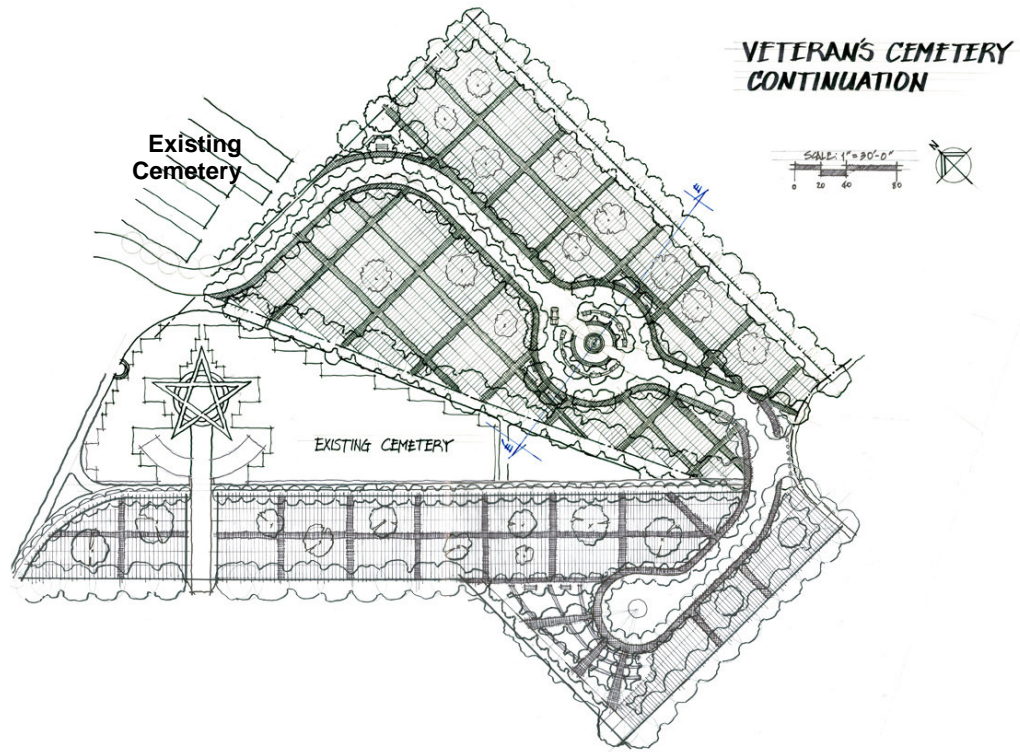 VETERAN'S CEMETERY
CONTINUATION
Existing
Cemetery
SCALE: 1"=30'-0"
N
0 20 40 80
EXISTING CEMETERY